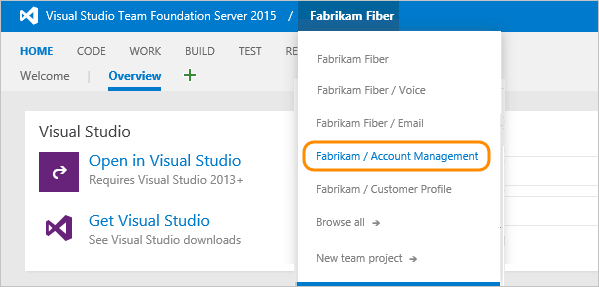 Visual Studio Team Foundation Server 2015 / Fabrikam Fiber
HOME CODE WORK BUILD TEST RE
Welcome | Overview +
Visual Studio
Open in Visual Studio
Requires Visual Studio 2013+
Get Visual Studio
See Visual Studio downloads
Fabrikam Fiber
Fabrikam Fiber / Voice
Fabrikam Fiber / Email
Fabrikam / Account Management
Fabrikam / Customer Profile
Browse all →
New team project →